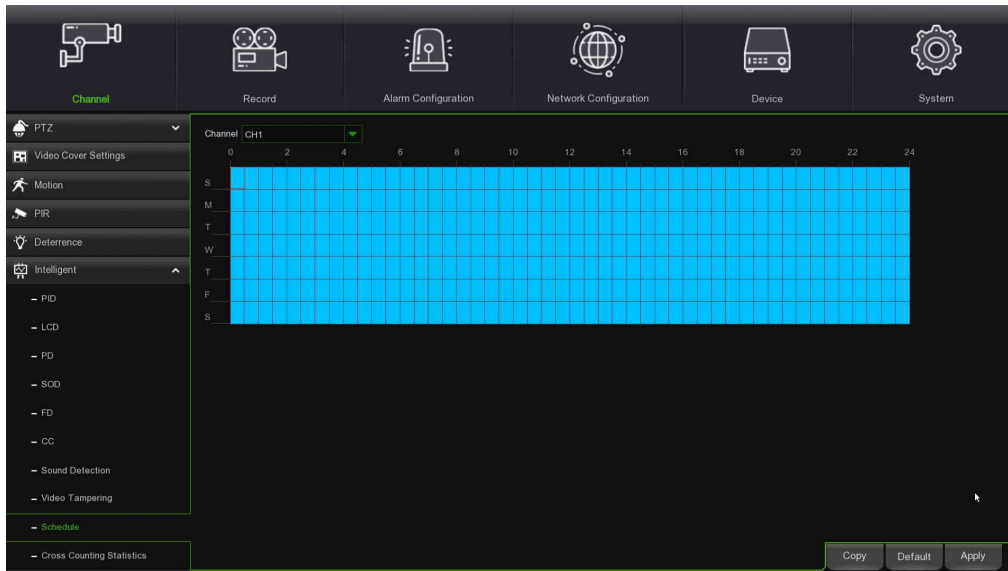 Channel Record Alarm Configuration Network Configuration Device System
PTZ
Video Cover Settings
Motion
PIR
Deterrence
Intelligent
– PID
– LCD
– PD
– SOD
– FD
– CC
– Sound Detection
– Video Tampering
– Schedule
– Cross Counting Statistics
Channel CH1
0 2 4 6 8 10 12 14 16 18 20 22 24
S
M
T
W
T
F
S
Copy Default Apply